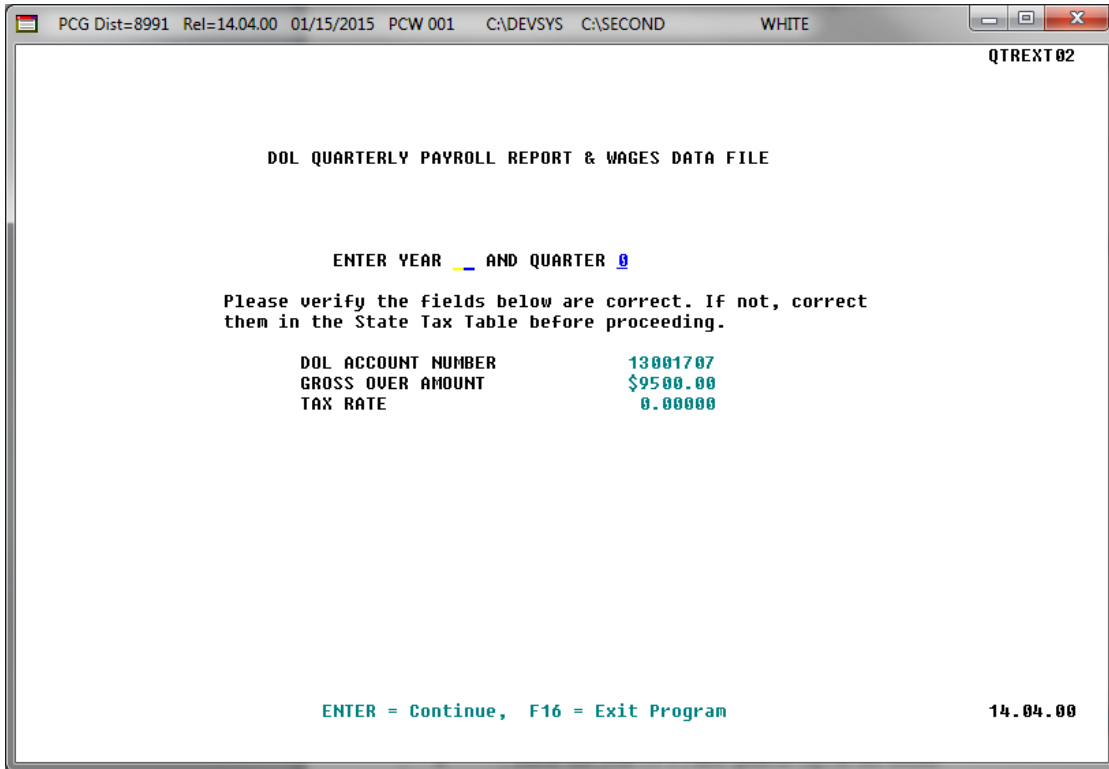 PCG Dist=8991 Rel=14.04.00 01/15/2015 PCW 001 C:\DEVSYS C:\SECOND WHITE
QTREXT02
DOL QUARTERLY PAYROLL REPORT & WAGES DATA FILE
ENTER YEAR __ AND QUARTER 0
Please verify the fields below are correct. If not, correct
them in the State Tax Table before proceeding.
DOL ACCOUNT NUMBER 13001707
GROSS OVER AMOUNT $9500.00
TAX RATE 0.00000
ENTER = Continue, F16 = Exit Program 14.04.00